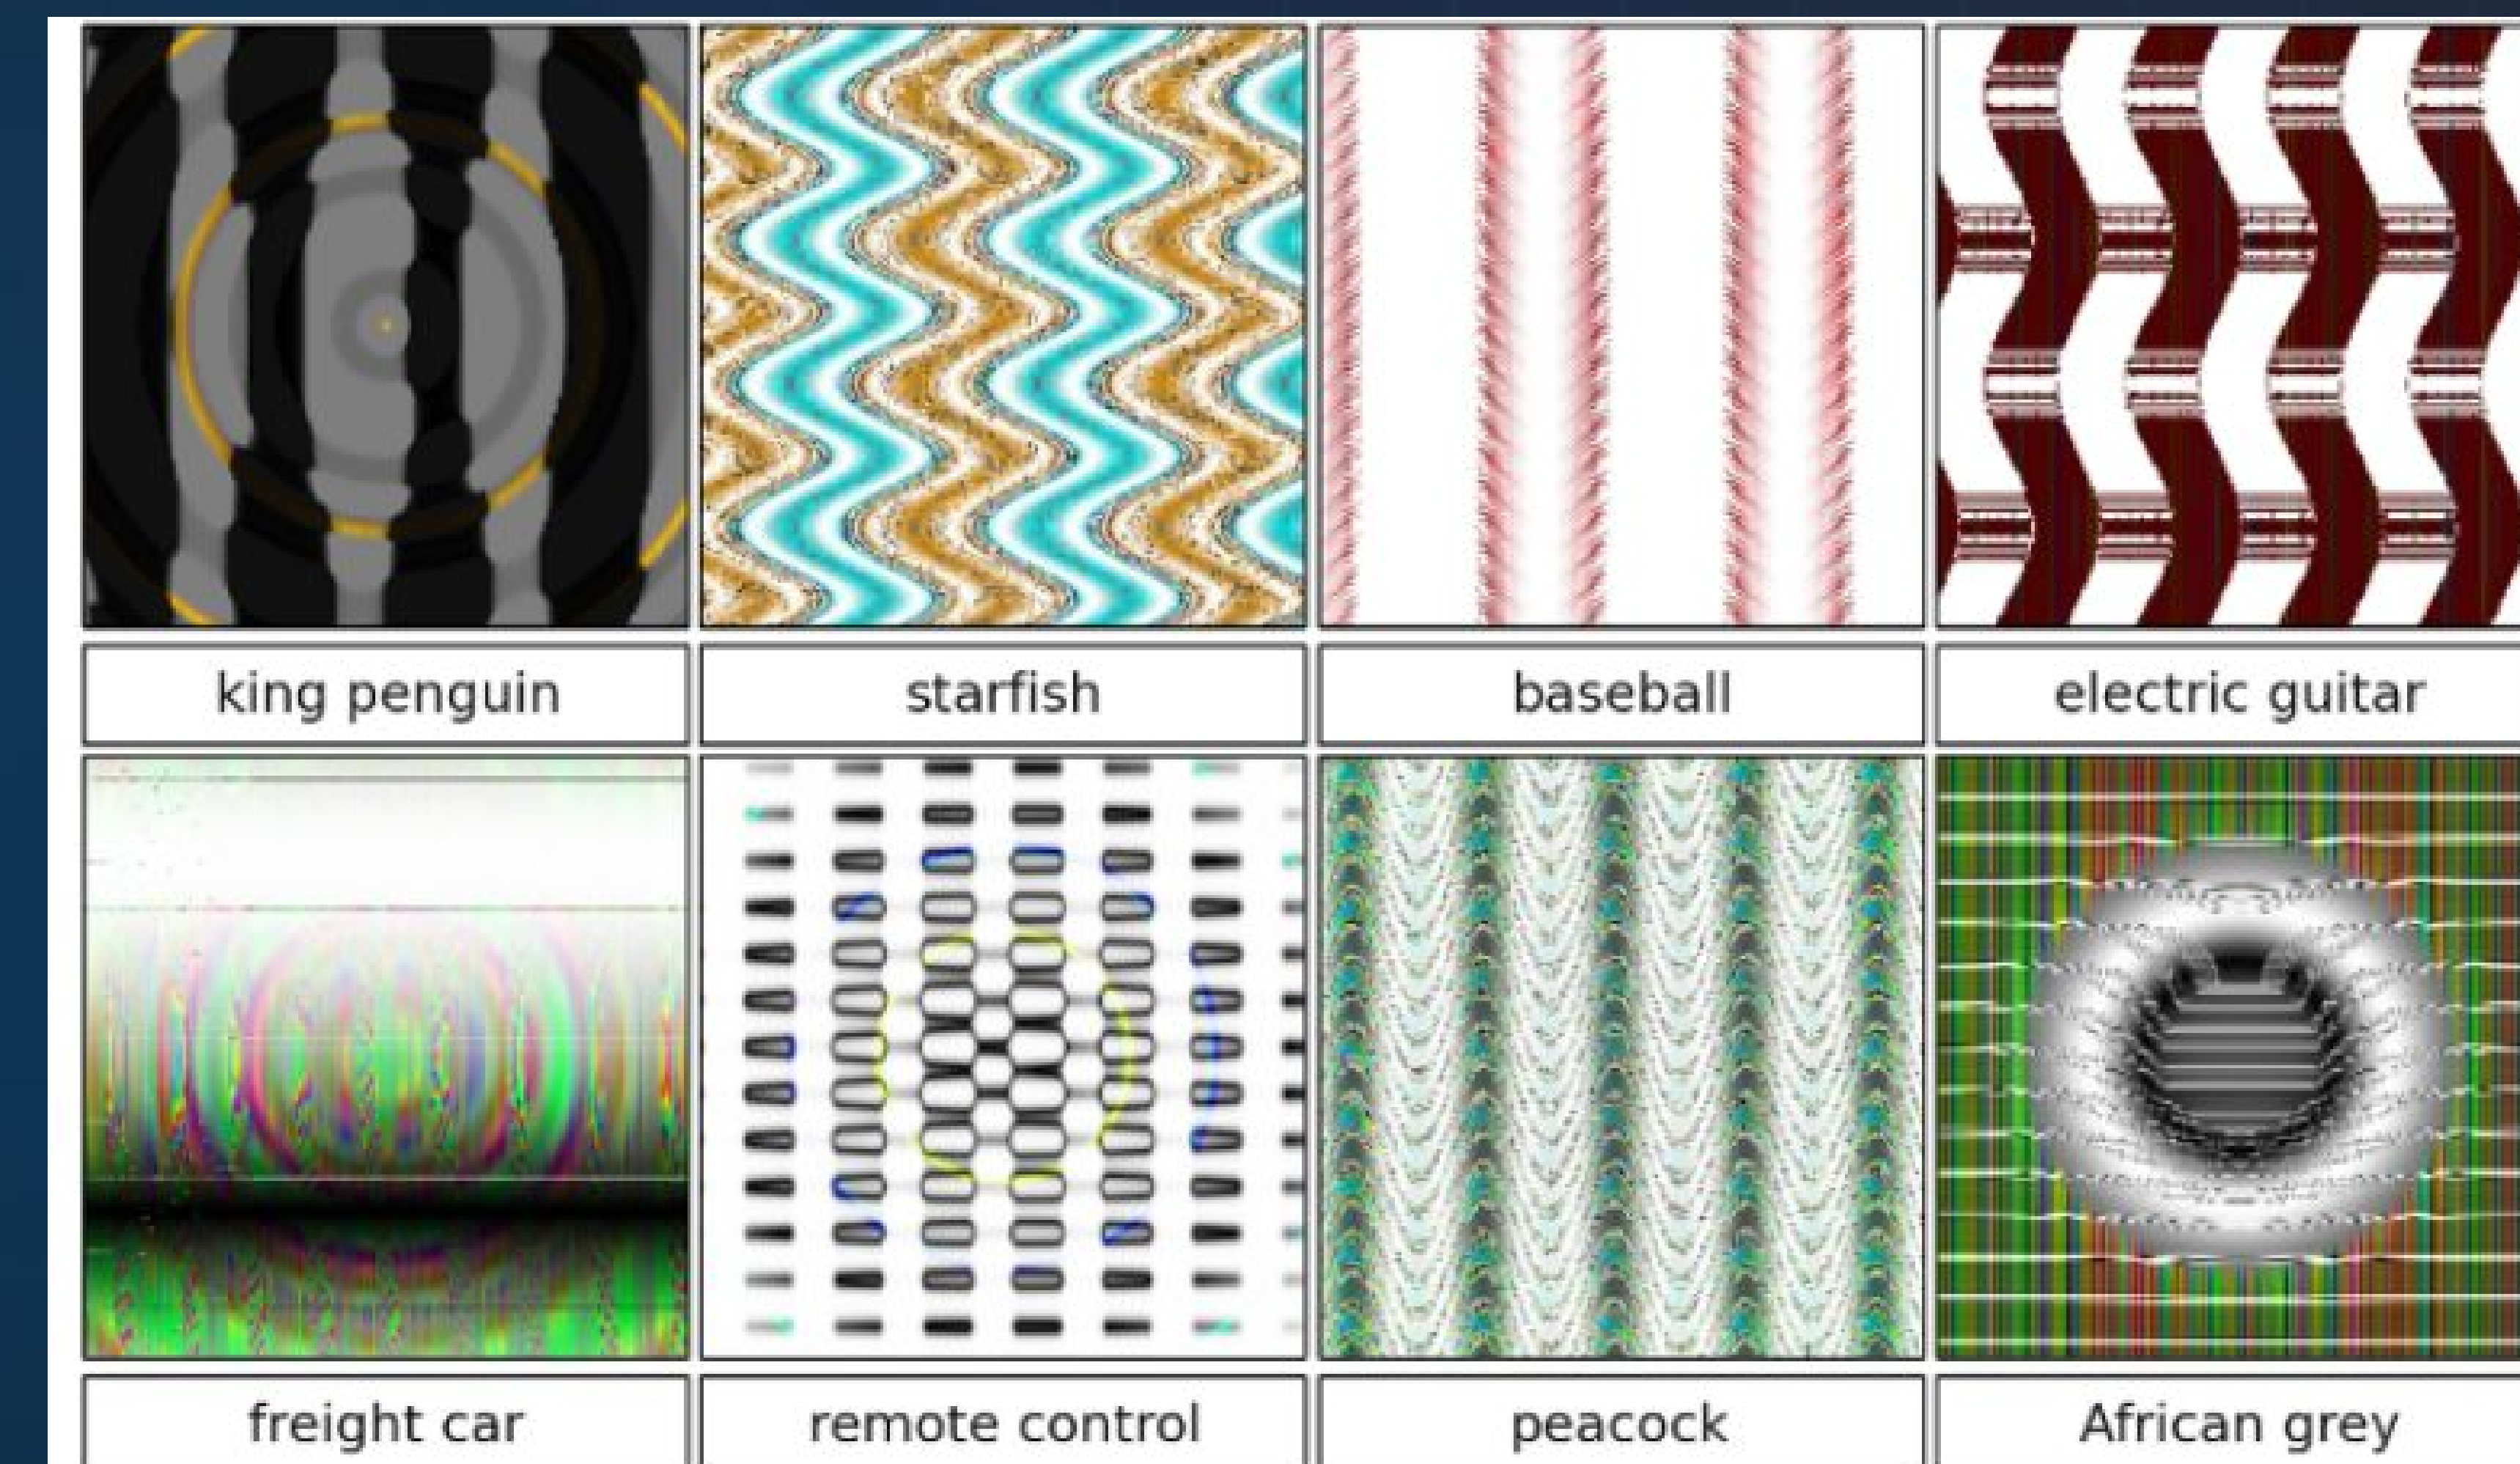 king penguin
starfish
baseball
electric guitar
freight car
remote control
peacock
African grey